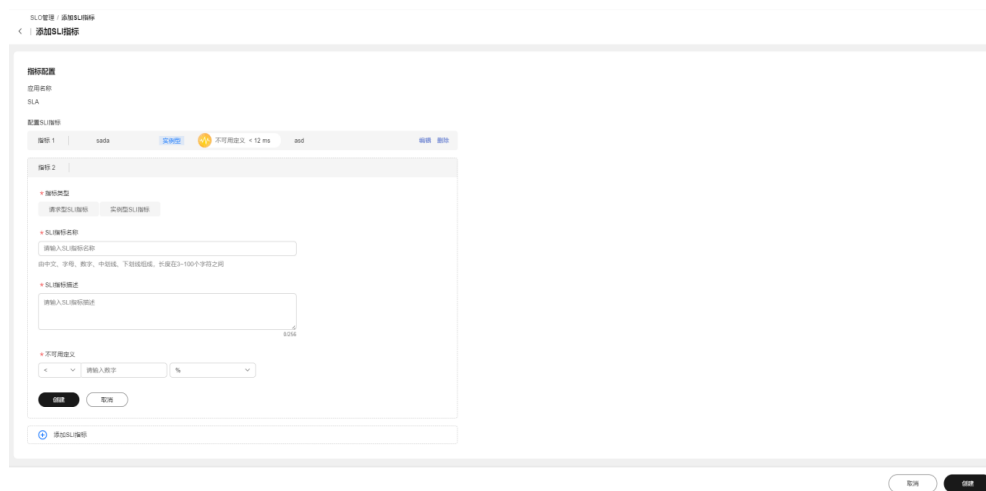 SLO管理 / 添加SLI指标
添加SLI指标
指标配置
应用名称
SLA
配置SLI指标
指标 1 sada 实例型 不可用定义 < 12 ms asd 编辑 删除
指标 2
* 指标类型
请求型SLI指标 实例型SLI指标
* SLI指标名称
请输入SLI指标名称
由中文、字母、数字、中划线、下划线组成，长度在3-100个字符之间
* SLI指标描述
请输入SLI指标描述
0/256
* 不可用定义
< 请输入数字 %
创建 取消
添加SLI指标
取消 创建